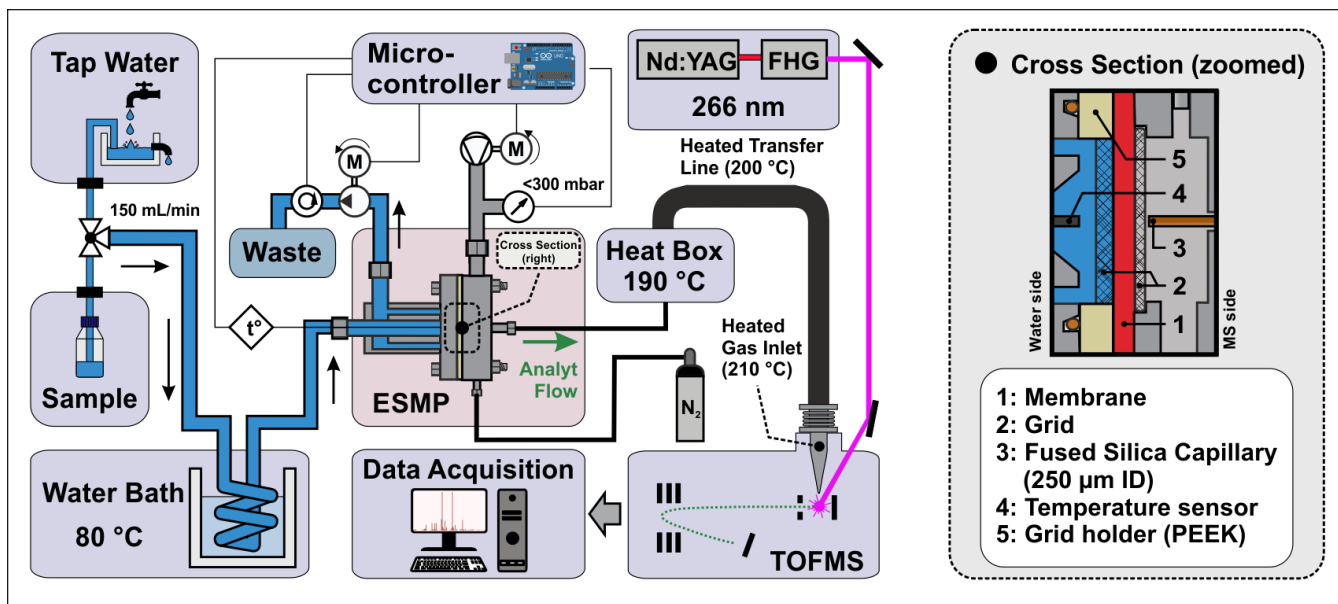 Tap Water
150 mL/min
Sample
Water Bath
80 °C
Micro-
controller
M
M
<300 mbar
Waste
t°
Cross Section
(right)
ESMP
Analyt
Flow
N2
Data Acquisition
Nd:YAG
FHG
266 nm
Heated Transfer
Line (200 °C)
Heat Box
190 °C
Heated
Gas Inlet
(210 °C)
TOFMS
Cross Section (zoomed)
Water side
MS side
5
4
3
2
1
1: Membrane
2: Grid
3: Fused Silica Capillary
(250 µm ID)
4: Temperature sensor
5: Grid holder (PEEK)